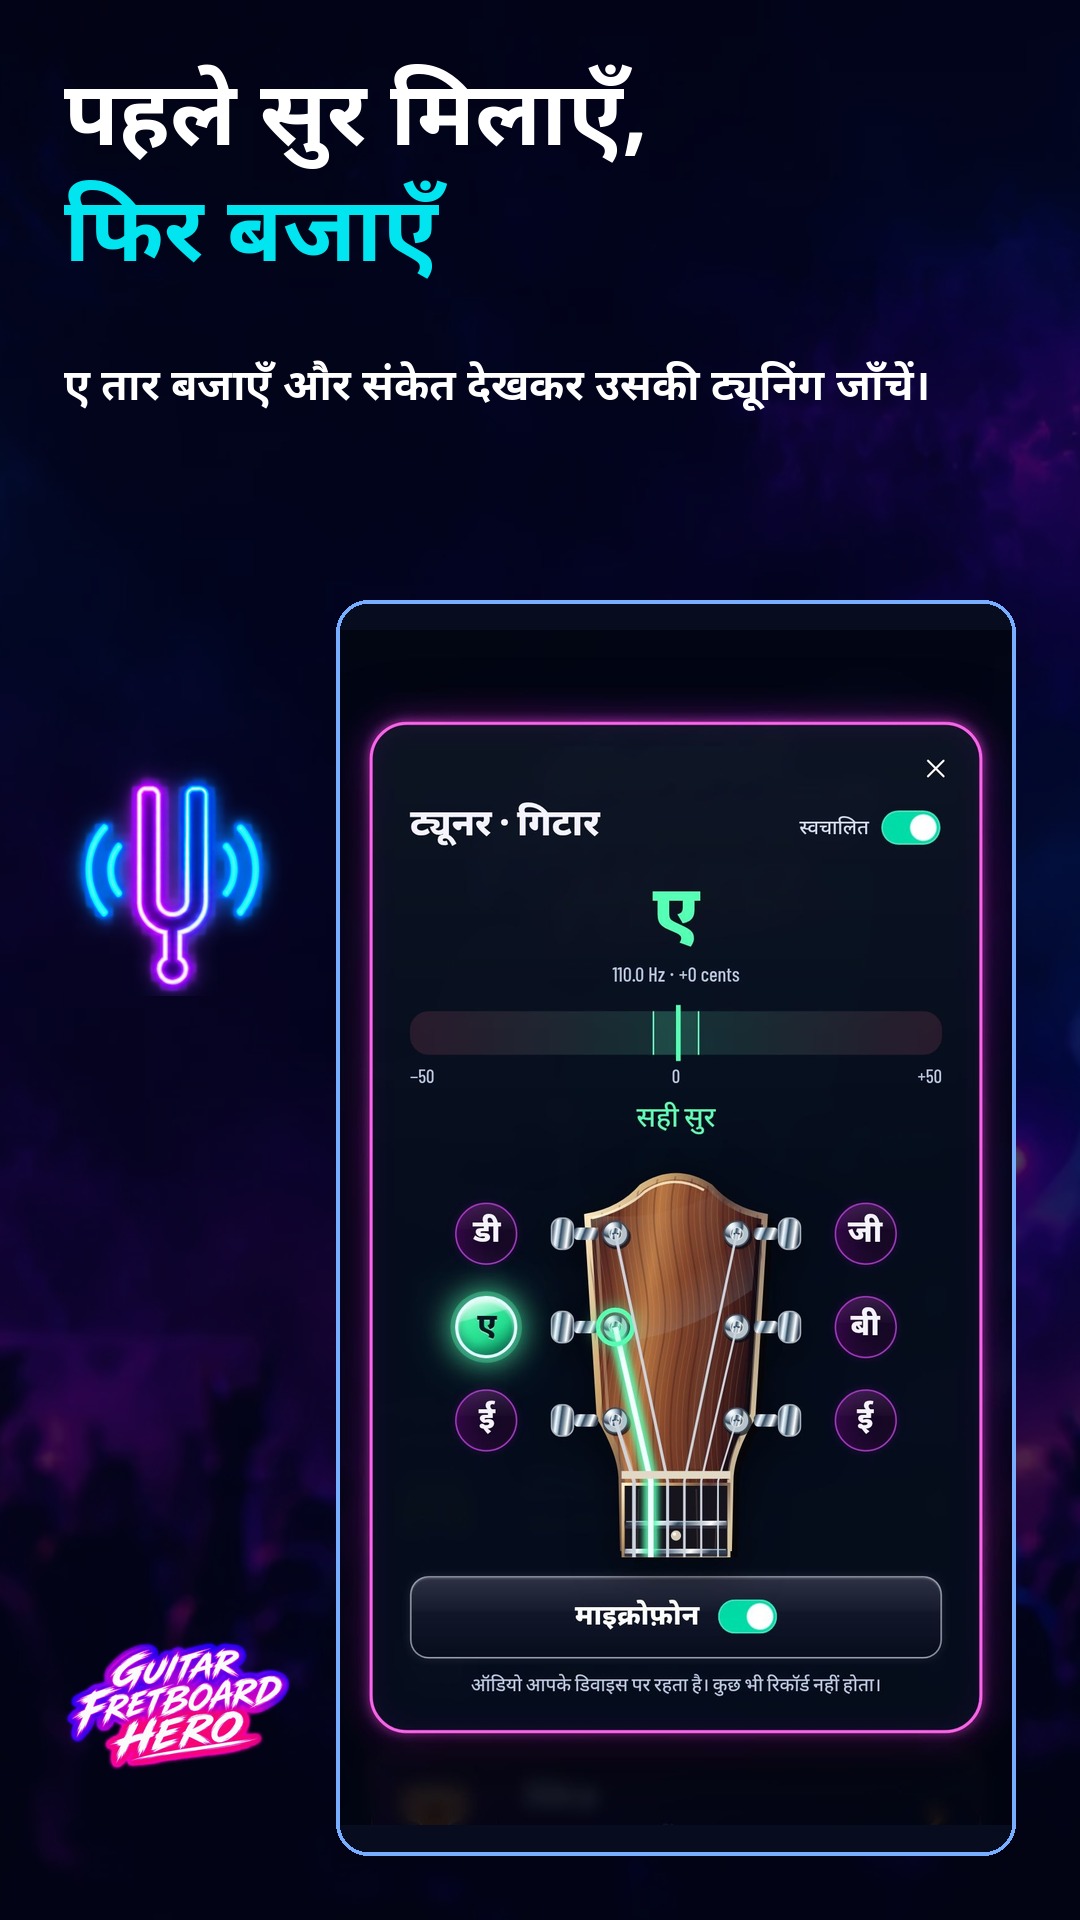 पहले सुर मिलाएँ,
फिर बजाएँ
ए तार बजाएँ और संकेत देखकर उसकी ट्यूनिंग जाँचें।
ट्यूनर · गिटार
स्वचालित
ए
110.0 Hz · +0 cents
−50 0 +50
सही सुर
डी जी
ए बी
ई ई
माइक्रोफ़ोन
ऑडियो आपके डिवाइस पर रहता है। कुछ भी रिकॉर्ड नहीं होता।
GUITAR
FRETBOARD
HERO